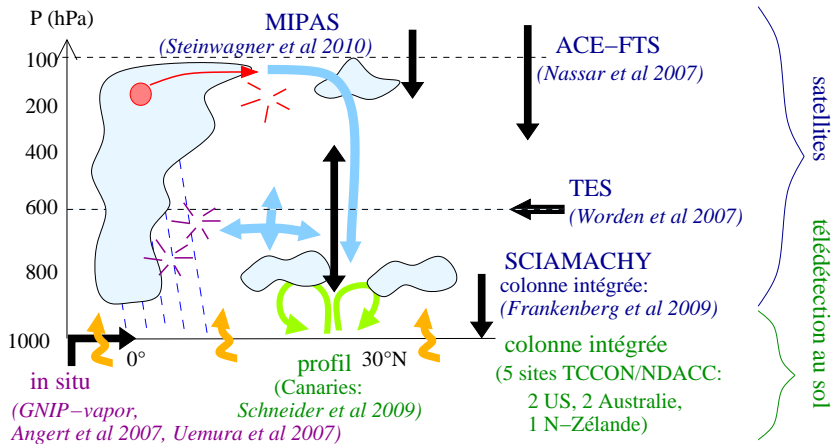 P (hPa)
100
200
400
600
800
1000
0°
30°N
MIPAS
(Steinwagner et al 2010)
ACE−FTS
(Nassar et al 2007)
TES
(Worden et al 2007)
SCIAMACHY
colonne intégrée:
(Frankenberg et al 2009)
satellites
télédétection au sol
in situ
(GNIP−vapor,
Angert et al 2007, Uemura et al 2007)
profil
(Canaries:
Schneider et al 2009)
colonne intégrée
(5 sites TCCON/NDACC:
2 US, 2 Australie,
1 N−Zélande)